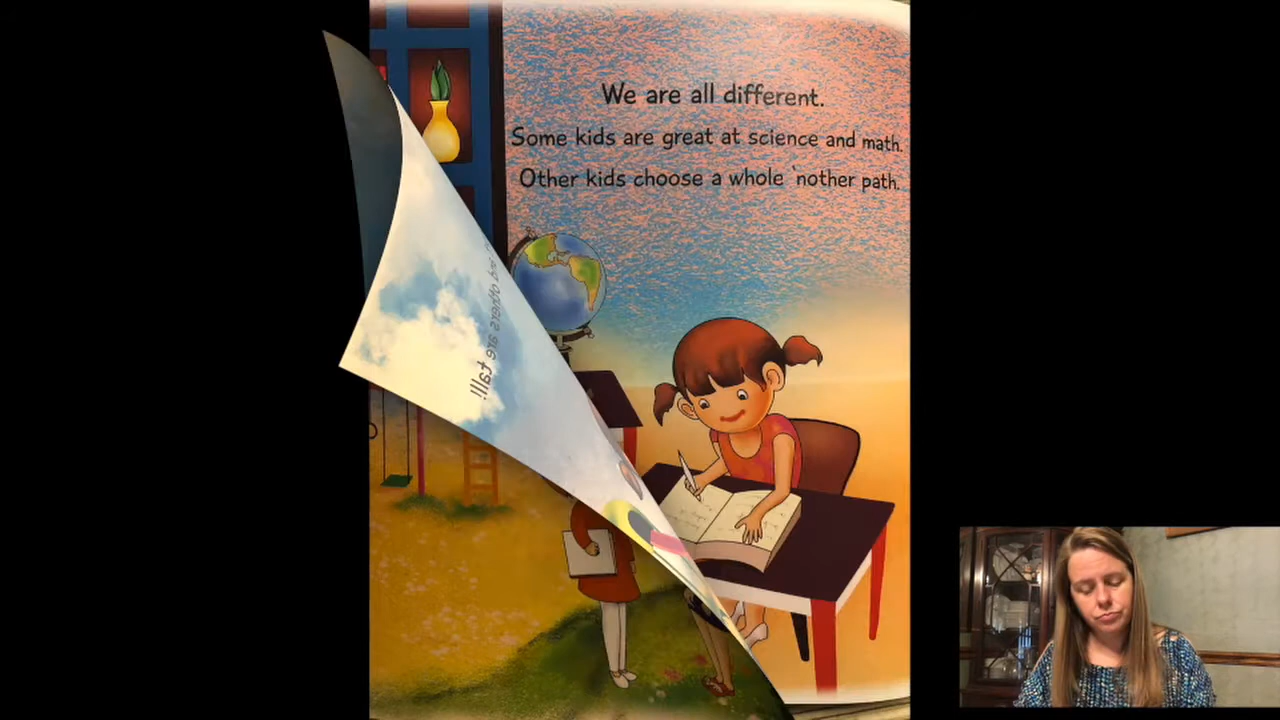 We are all different.
Some kids are great at science and math.
Other kids choose a whole 'nother path.
and others are tall!